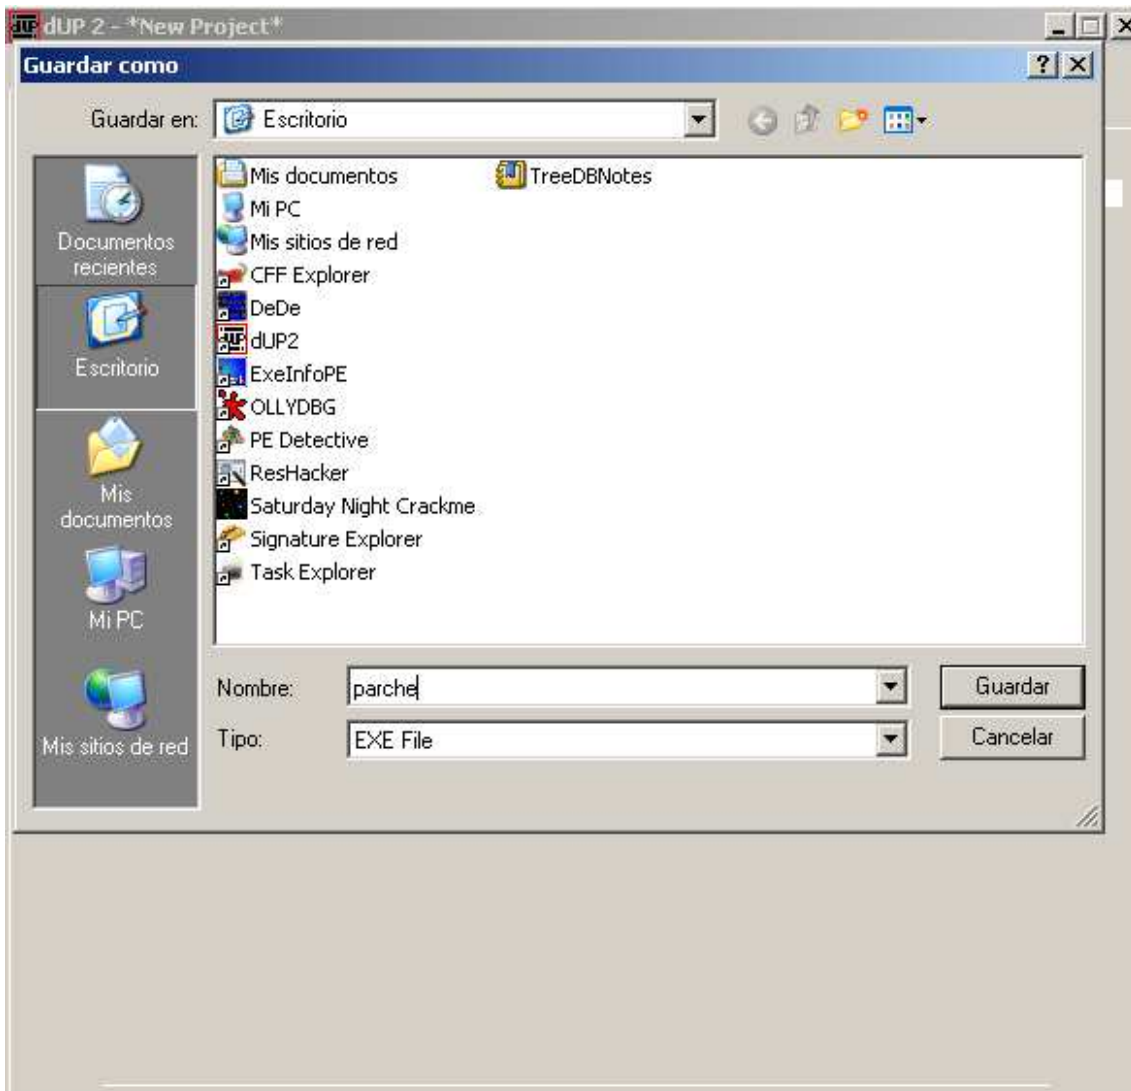 dUP 2 - *New Project*
Guardar como
Guardar en: Escritorio
Documentos
recientes
Escritorio
Mis
documentos
Mi PC
Mis sitios de red
Mis documentos
Mi PC
Mis sitios de red
CFF Explorer
DeDe
dUP2
ExeInfoPE
OLLYDBG
PE Detective
ResHacker
Saturday Night Crackme
Signature Explorer
Task Explorer
TreeDBNotes
Nombre: parche Guardar
Tipo: EXE File Cancelar